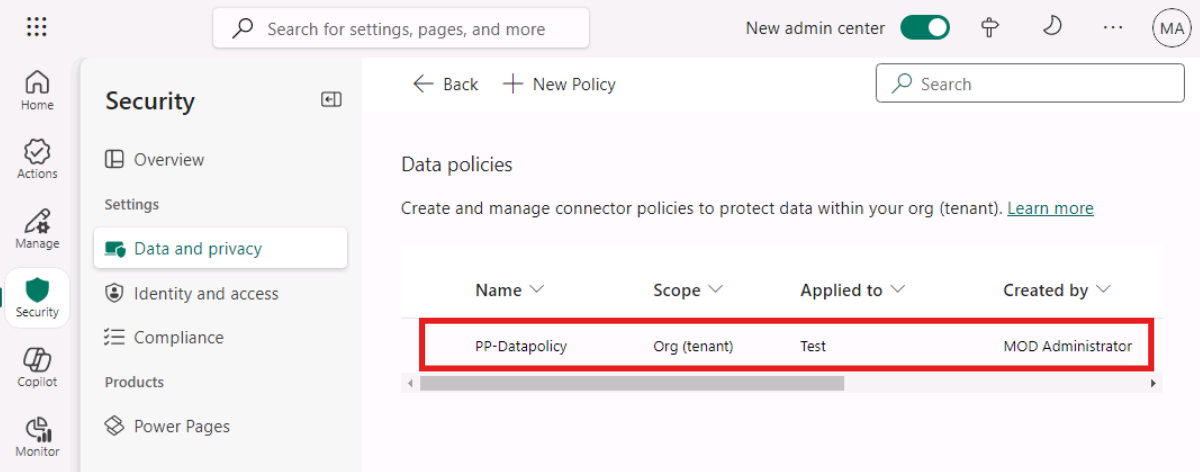 Search for settings, pages, and more
New admin center
MA
Home
Actions
Manage
Security
Copilot
Monitor
Security
Overview
Settings
Data and privacy
Identity and access
Compliance
Products
Power Pages
Back
New Policy
Search
Data policies
Create and manage connector policies to protect data within your org (tenant). Learn more
Name Scope Applied to Created by
PP-Datapolicy Org (tenant) Test MOD Administrator